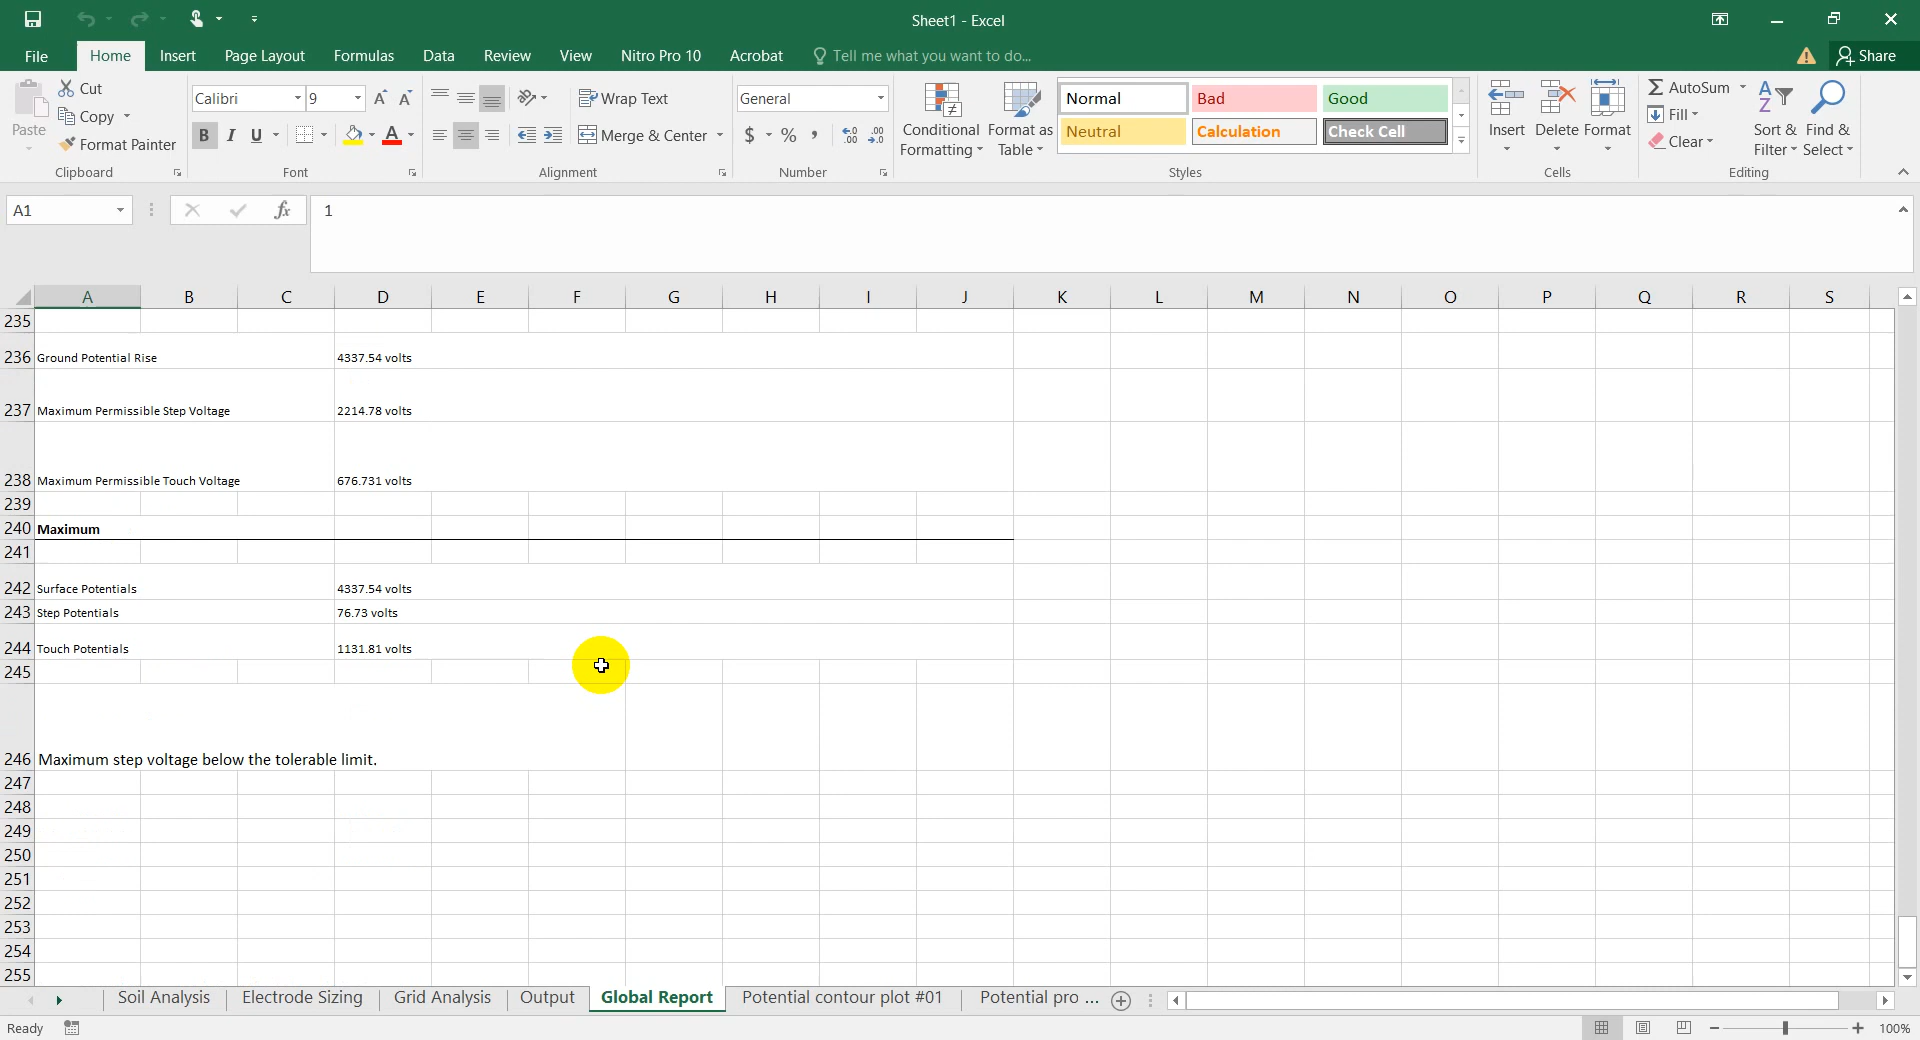 Sheet1 - Excel
File Home Insert Page Layout Formulas Data Review View Nitro Pro 10 Acrobat Tell me what you want to do... Share
Paste
Cut
Copy
Format Painter
Clipboard
Calibri 9
B I U
Font
Wrap Text
Merge & Center
Alignment
General
$ % ,
Number
Conditional Formatting
Format as Table
Normal Bad Good
Neutral Calculation Check Cell
Styles
Insert Delete Format
Cells
AutoSum
Fill
Clear
Sort & Filter
Find & Select
Editing
A1 fx 1
A B C D E F G H I J K L M N O P Q R S
235
236 Ground Potential Rise 4337.54 volts
237 Maximum Permissible Step Voltage 2214.78 volts
238 Maximum Permissible Touch Voltage 676.731 volts
239
240 Maximum
241
242 Surface Potentials 4337.54 volts
243 Step Potentials 76.73 volts
244 Touch Potentials 1131.81 volts
245
246 Maximum step voltage below the tolerable limit.
247
248
249
250
251
252
253
254
255
Soil Analysis Electrode Sizing Grid Analysis Output Global Report Potential contour plot #01 Potential pro ...
Ready 100%